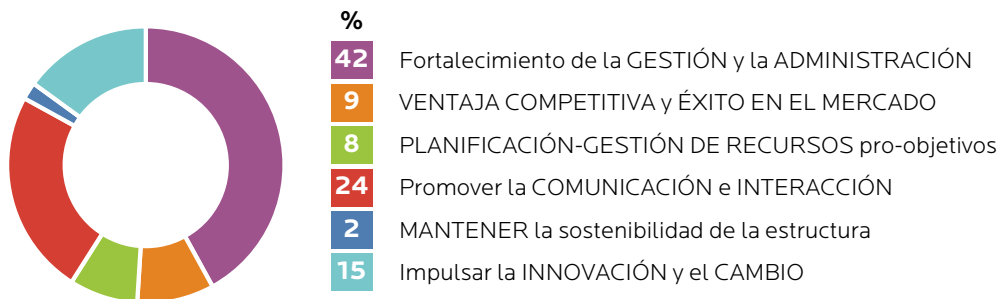 %
42 Fortalecimiento de la GESTIÓN y la ADMINISTRACIÓN
9 VENTAJA COMPETITIVA y ÉXITO EN EL MERCADO
8 PLANIFICACIÓN-GESTIÓN DE RECURSOS pro-objetivos
24 Promover la COMUNICACIÓN e INTERACCIÓN
2 MANTENER la sostenibilidad de la estructura
15 Impulsar la INNOVACIÓN y el CAMBIO